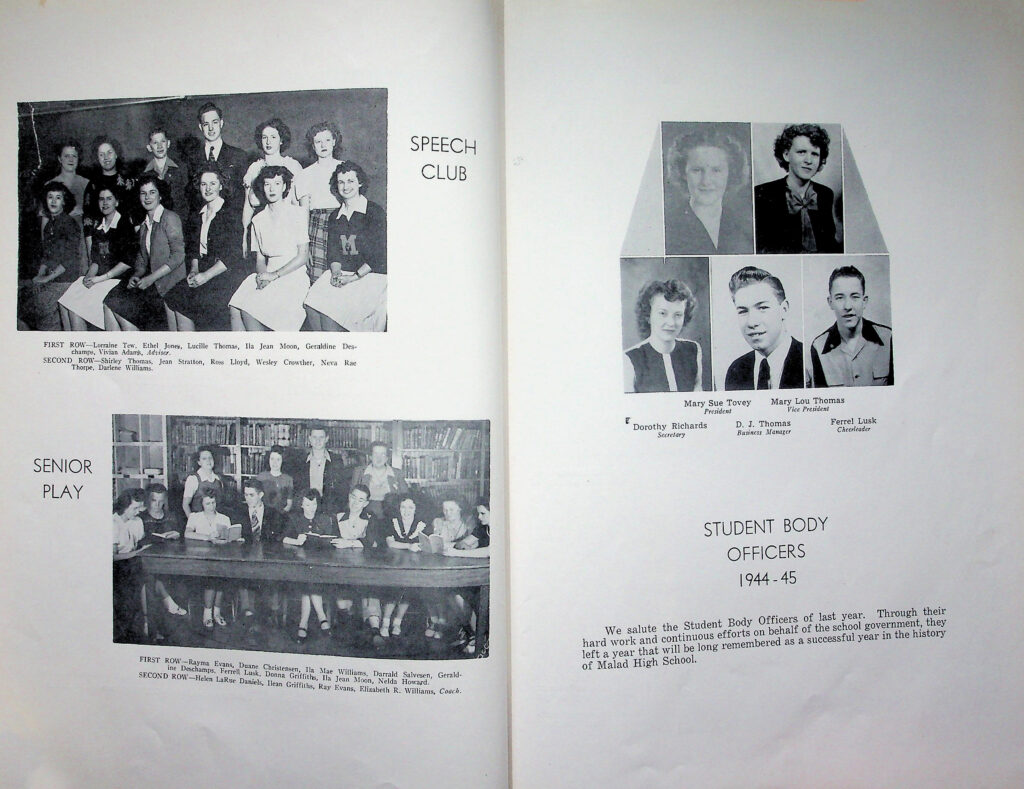 SPEECH
CLUB
FIRST ROW—Lorraine Tew, Ethel Jones, Lucille Thomas, Ila Jean Moon, Geraldine Des-
champs, Vivian Adams, Adviser.
SECOND ROW—Shirley Thomas, Jean Stratton, Ross Lloyd, Wesley Crowther, Neva Rae
Thorpe, Darlene Williams.
M
SENIOR
PLAY
FIRST ROW—Rayma Evans, Duane Christensen, Ila Mae Williams, Darrald Salvesen, Gerald-
ine Deschamps, Ferrell Lusk, Donna Griffiths, Ila Jean Moon, Nelda Howard.
SECOND ROW—Helen LaRue Daniels, Ilean Griffiths, Ray Evans, Elizabeth R. Williams, Coach.
Mary Sue Tovey Mary Lou Thomas
President Vice President
Dorothy Richards D. J. Thomas Ferrel Lusk
Secretary Business Manager Cheerleader
STUDENT BODY
OFFICERS
1944-45
We salute the Student Body Officers of last year. Through their
hard work and continuous efforts on behalf of the school government, they
left a year that will be long remembered as a successful year in the history
of Malad High School.